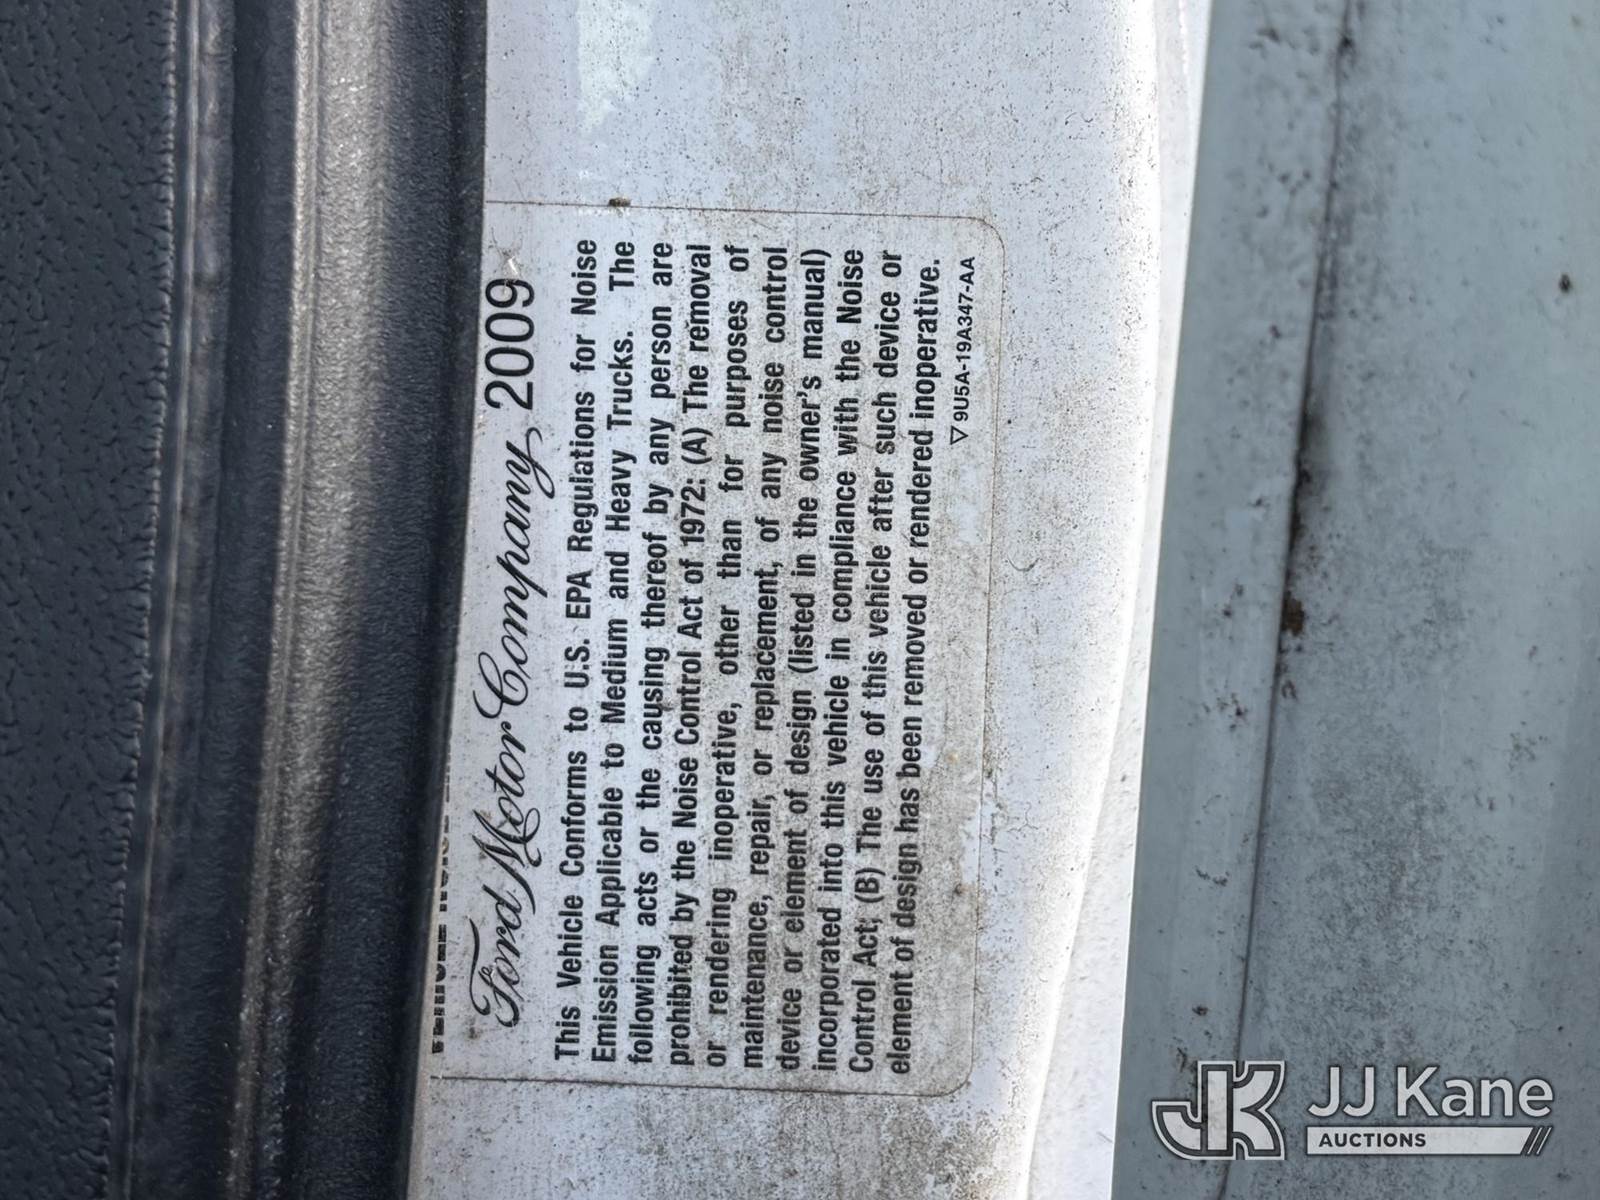 Ford Motor Company 2009
This Vehicle Conforms to U.S. EPA Regulations for Noise
Emission Applicable to Medium and Heavy Trucks. The
following acts or the causing thereof by any person are
prohibited by the Noise Control Act of 1972: (A) The removal
or rendering inoperative, other than for purposes of
maintenance, repair, or replacement, of any noise control
device or element of design (listed in the owner's manual)
incorporated into this vehicle in compliance with the Noise
Control Act; (B) The use of this vehicle after such device or
element of design has been removed or rendered inoperative.
▽ 9U5A-19A347-AA
JK JJ Kane
AUCTIONS